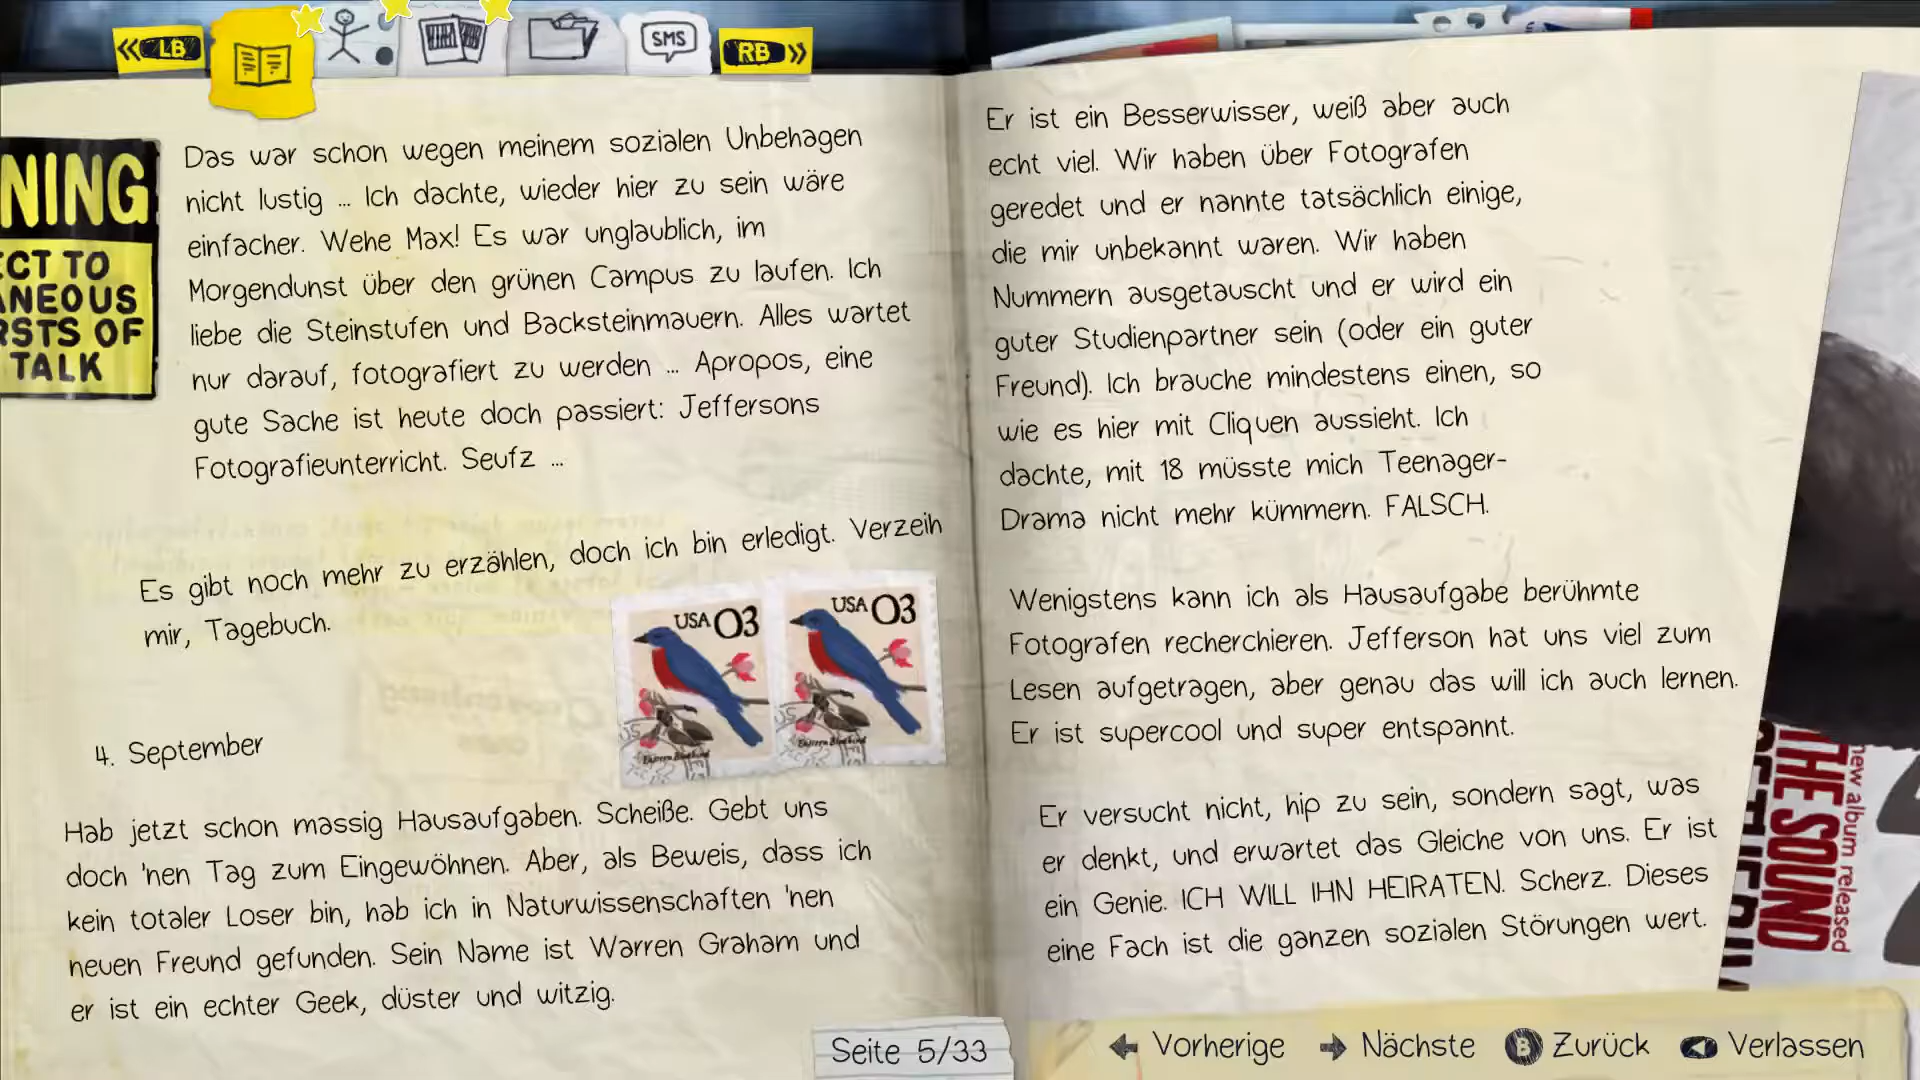 LB
SMS
RB
NING
ECT TO
ANEOUS
RSTS OF
TALK
Das war schon wegen meinem sozialen Unbehagen
nicht lustig ... Ich dachte, wieder hier zu sein wäre
einfacher. Wehe Max! Es war unglaublich, im
Morgendunst über den grünen Campus zu laufen. Ich
liebe die Steinstufen und Backsteinmauern. Alles wartet
nur darauf, fotografiert zu werden ... Apropos, eine
gute Sache ist heute doch passiert: Jeffersons
Fotografieunterricht. Seufz ...
Es gibt noch mehr zu erzählen, doch ich bin erledigt. Verzeih
mir, Tagebuch.
USA 03
USA 03
Eastern Bluebird
Eastern Bluebird
4. September
Hab jetzt schon massig Hausaufgaben. Scheiße. Gebt uns
doch 'nen Tag zum Eingewöhnen. Aber, als Beweis, dass ich
kein totaler Loser bin, hab ich in Naturwissenschaften 'nen
neuen Freund gefunden. Sein Name ist Warren Graham und
er ist ein echter Geek, düster und witzig.
Er ist ein Besserwisser, weiß aber auch
echt viel. Wir haben über Fotografen
geredet und er nannte tatsächlich einige,
die mir unbekannt waren. Wir haben
Nummern ausgetauscht und er wird ein
guter Studienpartner sein (oder ein guter
Freund). Ich brauche mindestens einen, so
wie es hier mit Cliquen aussieht. Ich
dachte, mit 18 müsste mich Teenager-
Drama nicht mehr kümmern. FALSCH.
Wenigstens kann ich als Hausaufgabe berühmte
Fotografen recherchieren. Jefferson hat uns viel zum
Lesen aufgetragen, aber genau das will ich auch lernen.
Er ist supercool und super entspannt.
Er versucht nicht, hip zu sein, sondern sagt, was
er denkt, und erwartet das Gleiche von uns. Er ist
ein Genie. ICH WILL IHN HEIRATEN. Scherz. Dieses
eine Fach ist die ganzen sozialen Störungen wert.
new album released
THE SOUND
Seite 5/33
Vorherige
Nächste
B Zurück
Verlassen